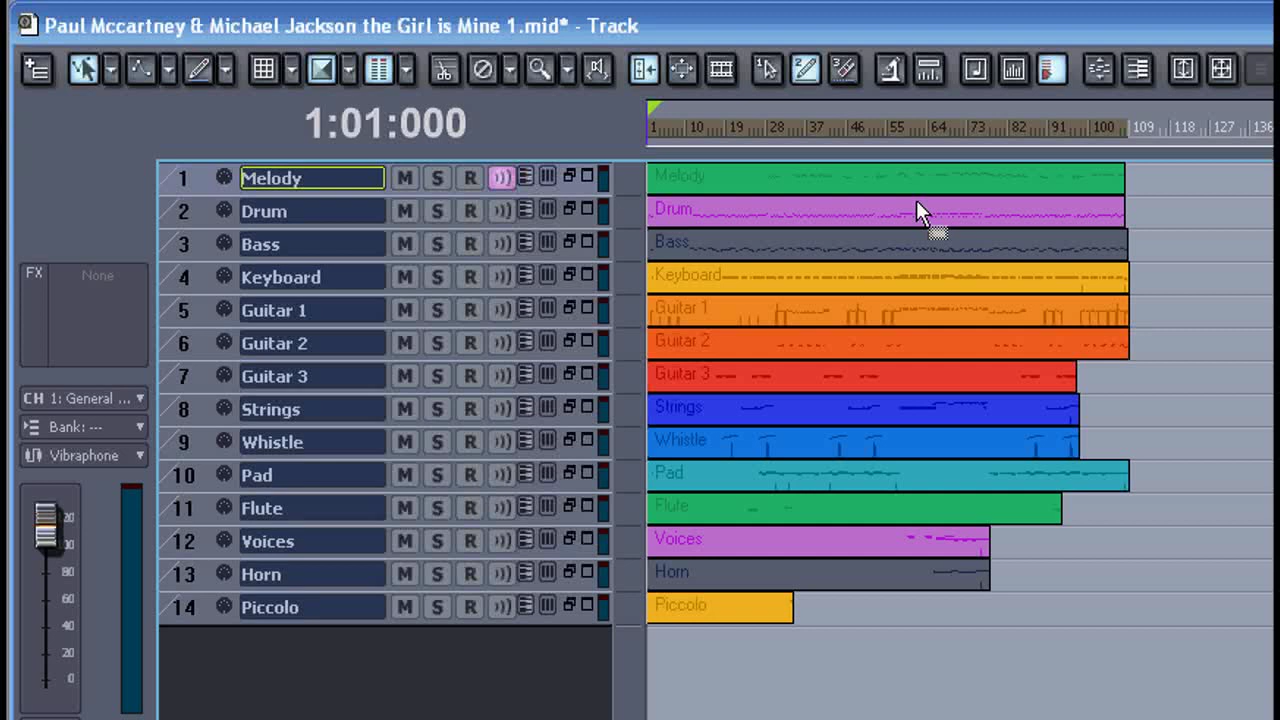 Paul Mccartney & Michael Jackson the Girl is Mine 1.mid* - Track
1:01:000
1 10 19 28 37 46 55 64 73 82 91 100 109 118 127 136
1 Melody M S R Melody
2 Drum M S R Drum
3 Bass M S R Bass
4 Keyboard M S R Keyboard
5 Guitar 1 M S R Guitar 1
6 Guitar 2 M S R Guitar 2
7 Guitar 3 M S R Guitar 3
8 Strings M S R Strings
9 Whistle M S R Whistle
10 Pad M S R Pad
11 Flute M S R Flute
12 Voices M S R Voices
13 Horn M S R Horn
14 Piccolo M S R Piccolo
FX None
CH 1: General ...
Bank: ---
Vibraphone
80
60
40
20
0